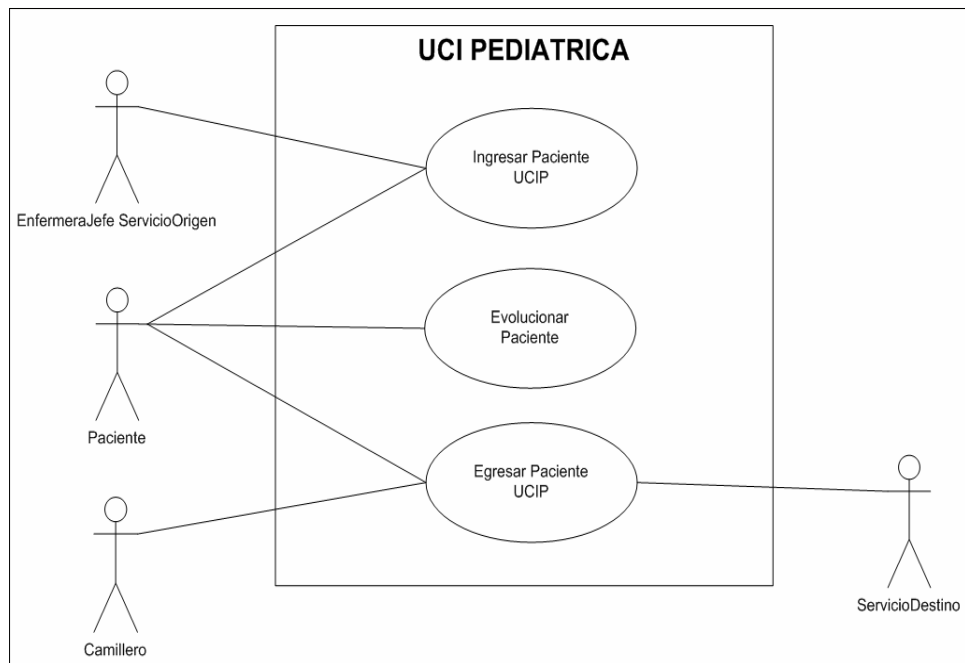 UCI PEDIATRICA
Ingresar Paciente
UCIP
EnfermeraJefe ServicioOrigen
Evolucionar
Paciente
Paciente
Egresar Paciente
UCIP
ServicioDestino
Camillero